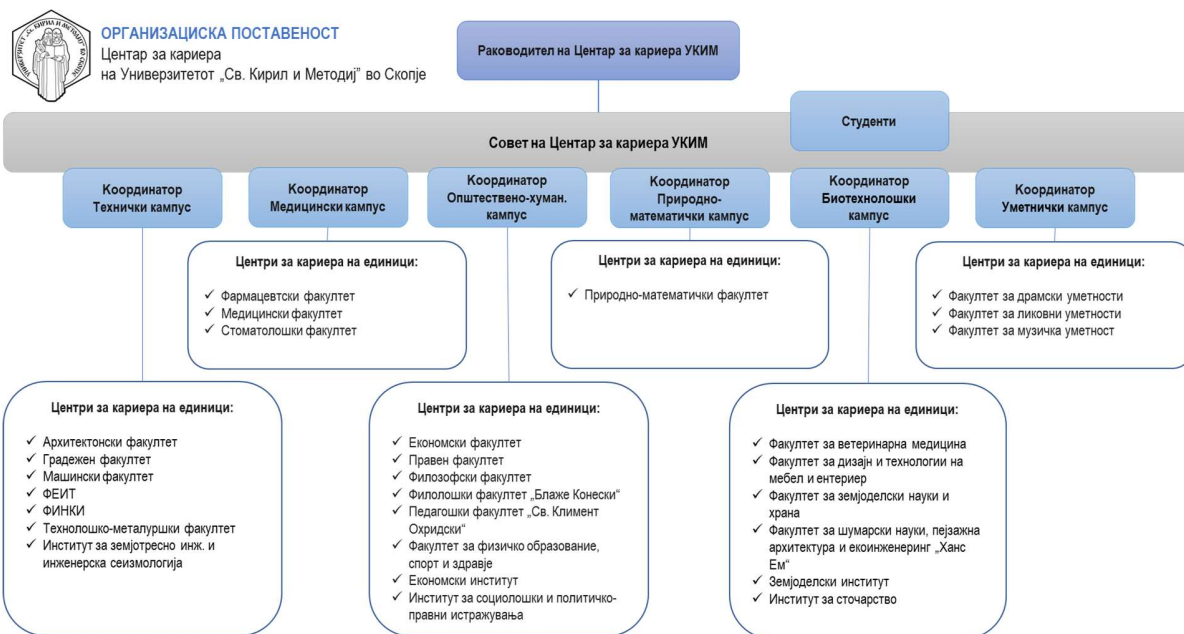 УНИВЕРЗИТЕТ „Св. КИРИЛ И МЕТОДИЈ" ВО СКОПЈЕ
ОРГАНИЗАЦИСКА ПОСТАВЕНОСТ
Центар за кариера
на Универзитетот „Св. Кирил и Методиј” во Скопје
Раководител на Центар за кариера УКИМ
Студенти
Совет на Центар за кариера УКИМ
Координатор
Технички кампус
Координатор
Медицински кампус
Координатор
Општествено-хуман.
кампус
Координатор
Природно-
математички кампус
Координатор
Биотехнолошки
кампус
Координатор
Уметнички кампус
Центри за кариера на единици:
✓ Фармацевтски факултет
✓ Медицински факултет
✓ Стоматолошки факултет
Центри за кариера на единици:
✓ Природно-математички факултет
Центри за кариера на единици:
✓ Факултет за драмски уметности
✓ Факултет за ликовни уметности
✓ Факултет за музичка уметност
Центри за кариера на единици:
✓ Архитектонски факултет
✓ Градежен факултет
✓ Машински факултет
✓ ФЕИТ
✓ ФИНКИ
✓ Технолошко-металуршки факултет
✓ Институт за земјотресно инж. и
инженерска сеизмологија
Центри за кариера на единици:
✓ Економски факултет
✓ Правен факултет
✓ Филозофски факултет
✓ Филолошки факултет „Блаже Конески“
✓ Педагошки факултет „Св. Климент
Охридски“
✓ Факултет за физичко образование,
спорт и здравје
✓ Економски институт
✓ Институт за социолошки и политичко-
правни истражувања
Центри за кариера на единици:
✓ Факултет за ветеринарна медицина
✓ Факултет за дизајн и технологии на
мебел и ентериер
✓ Факултет за земјоделски науки и
храна
✓ Факултет за шумарски науки, пејзажна
архитектура и екоинженеринг „Ханс
Ем“
✓ Земјоделски институт
✓ Институт за сточарство